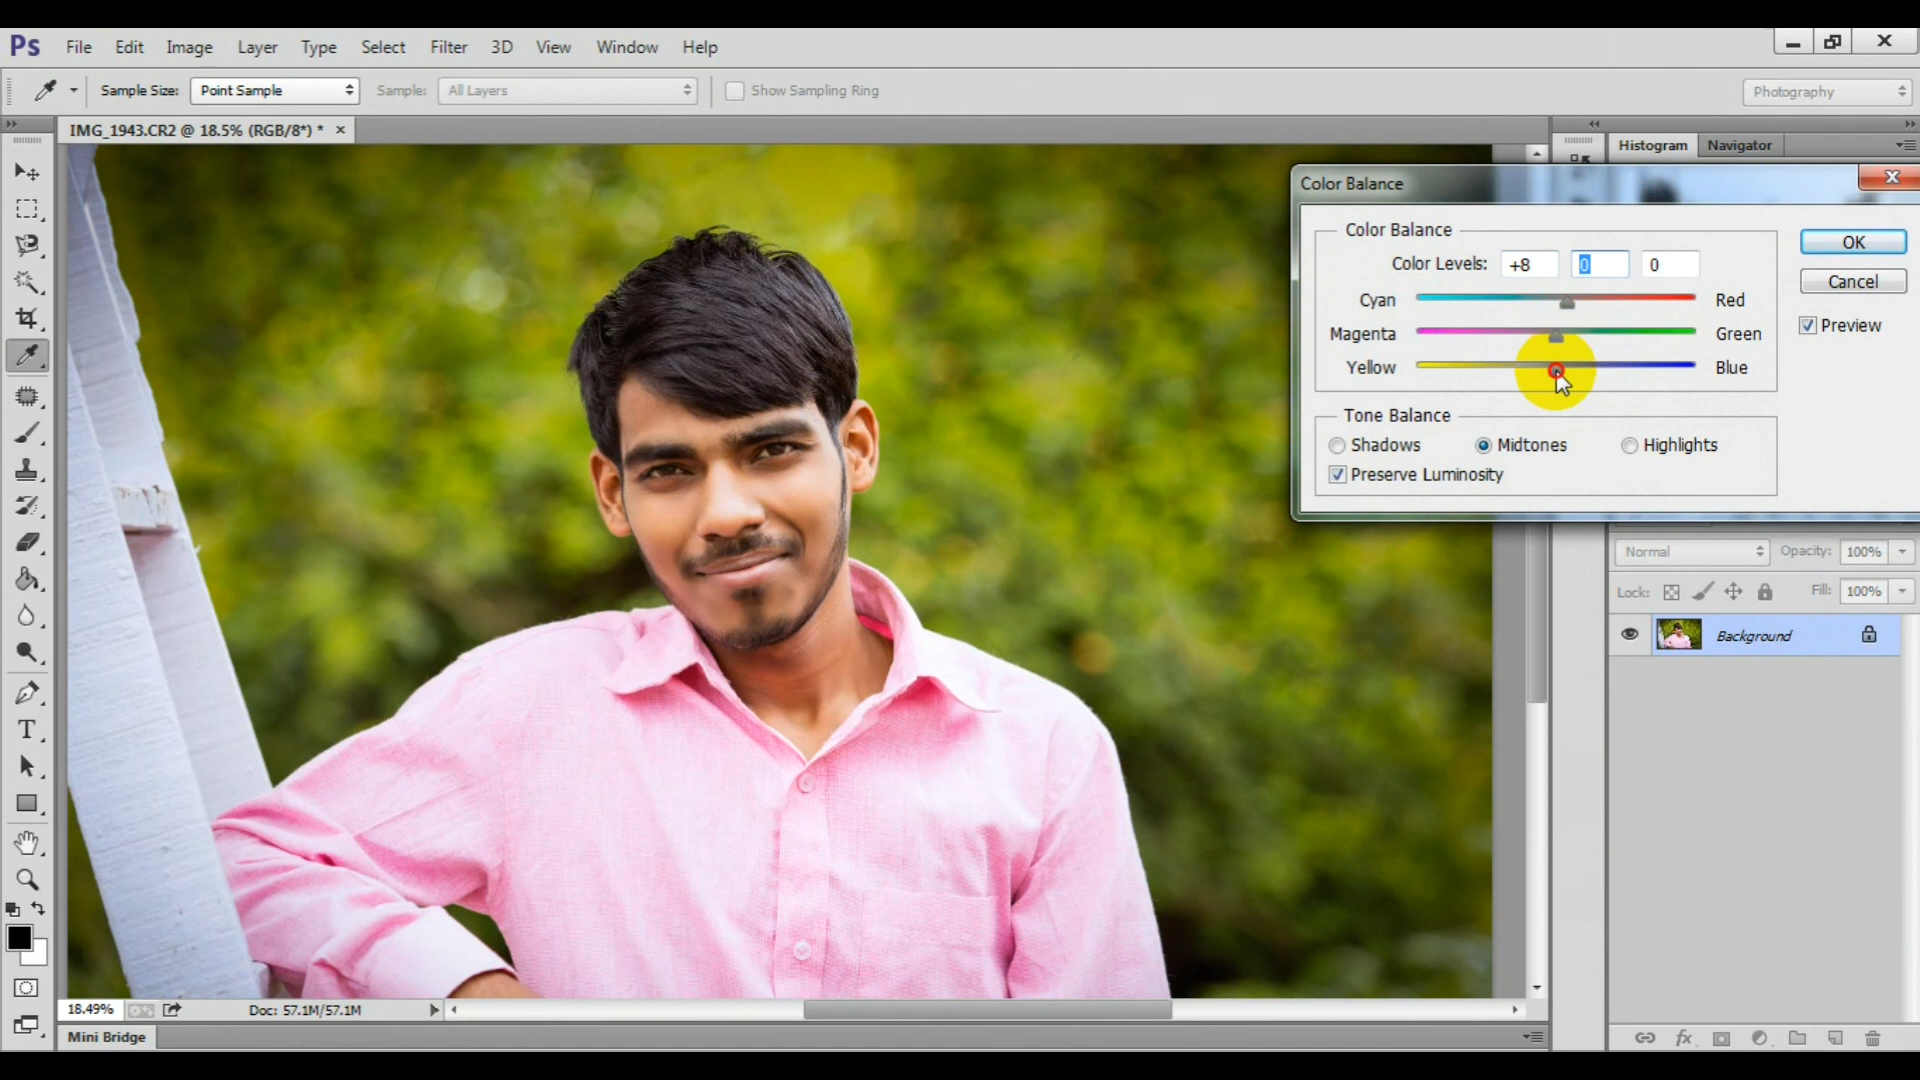 Ps File Edit Image Layer Type Select Filter 3D View Window Help
Sample Size: Point Sample Sample: All Layers Show Sampling Ring Photography
IMG_1943.CR2 @ 18.5% (RGB/8*) * ×
Histogram Navigator
Color Balance
Color Balance
OK
Color Levels: +8 0 0
Cancel
Cyan Red
Preview
Magenta Green
Yellow Blue
Tone Balance
Shadows Midtones Highlights
Preserve Luminosity
Normal Opacity: 100%
Lock: Fill: 100%
Background
T
18.49% Doc: 57.1M/57.1M
fx
Mini Bridge